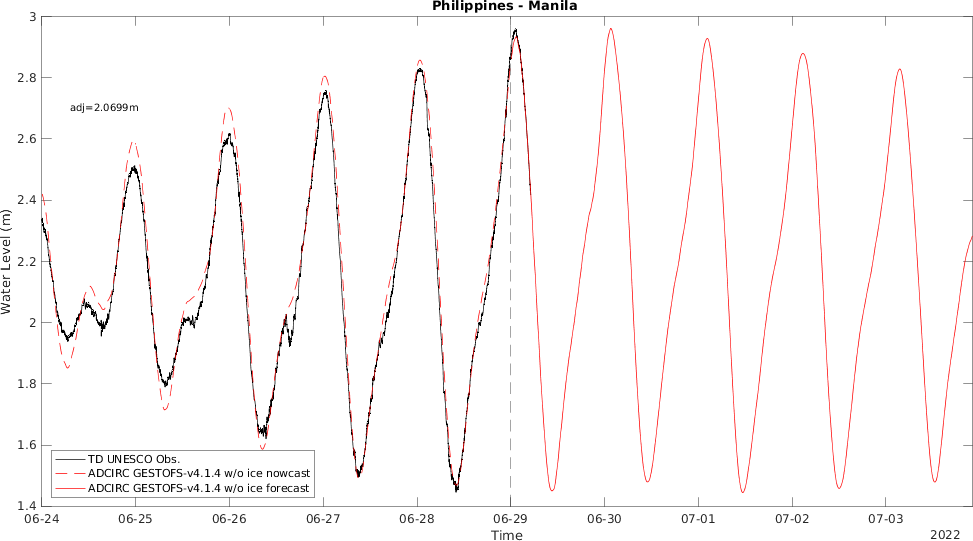 Philippines - Manila
3
2.8
adj=2.0699m
2.6
2.4
2.2
2
1.8
1.6
1.4
Water Level (m)
TD UNESCO Obs.
ADCIRC GESTOFS-v4.1.4 w/o ice nowcast
ADCIRC GESTOFS-v4.1.4 w/o ice forecast
06-24 06-25 06-26 06-27 06-28 06-29 06-30 07-01 07-02 07-03
Time
2022